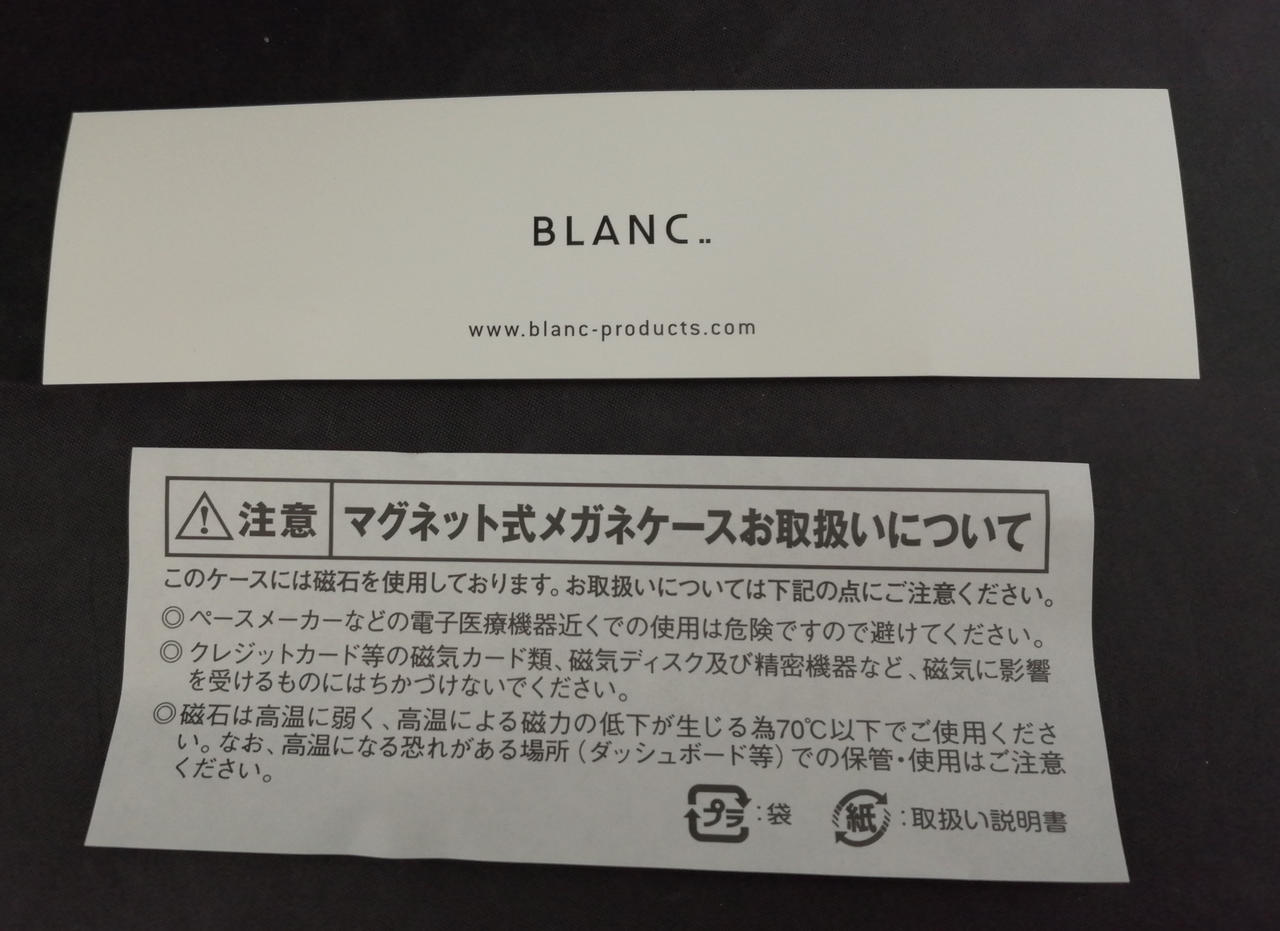 BLANC..
www.blanc-products.com
注意 マグネット式メガネケースお取扱いについて
このケースには磁石を使用しております。お取扱いについては下記の点にご注意ください。
◎ペースメーカーなどの電子医療機器近くでの使用は危険ですので避けてください。
◎クレジットカード等の磁気カード類、磁気ディスク及び精密機器など、磁気に影響
を受けるものにはちかづけないでください。
◎磁石は高温に弱く、高温による磁力の低下が生じる為70℃以下でご使用くださ
い。なお、高温になる恐れがある場所（ダッシュボード等）での保管・使用はご注意
ください。
プラ：袋 紙：取扱い説明書